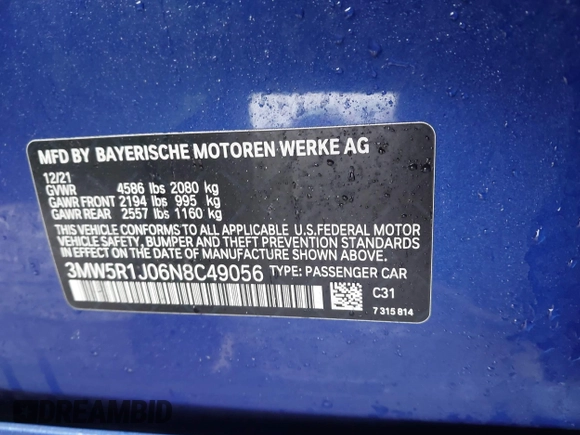 MFD BY BAYERISCHE MOTOREN WERKE AG
12/21
GVWR 4586 lbs 2080 kg
GAWR FRONT 2194 lbs 995 kg
GAWR REAR 2557 lbs 1160 kg
THIS VEHICLE CONFORMS TO ALL APPLICABLE U.S.FEDERAL MOTOR
VEHICLE SAFETY, BUMPER, AND THEFT PREVENTION STANDARDS
IN EFFECT ON THE DATE OF MANUFACTURE SHOWN ABOVE.
3MW5R1J06N8C49056 TYPE: PASSENGER CAR
C31
7 315 814
DREAMBID